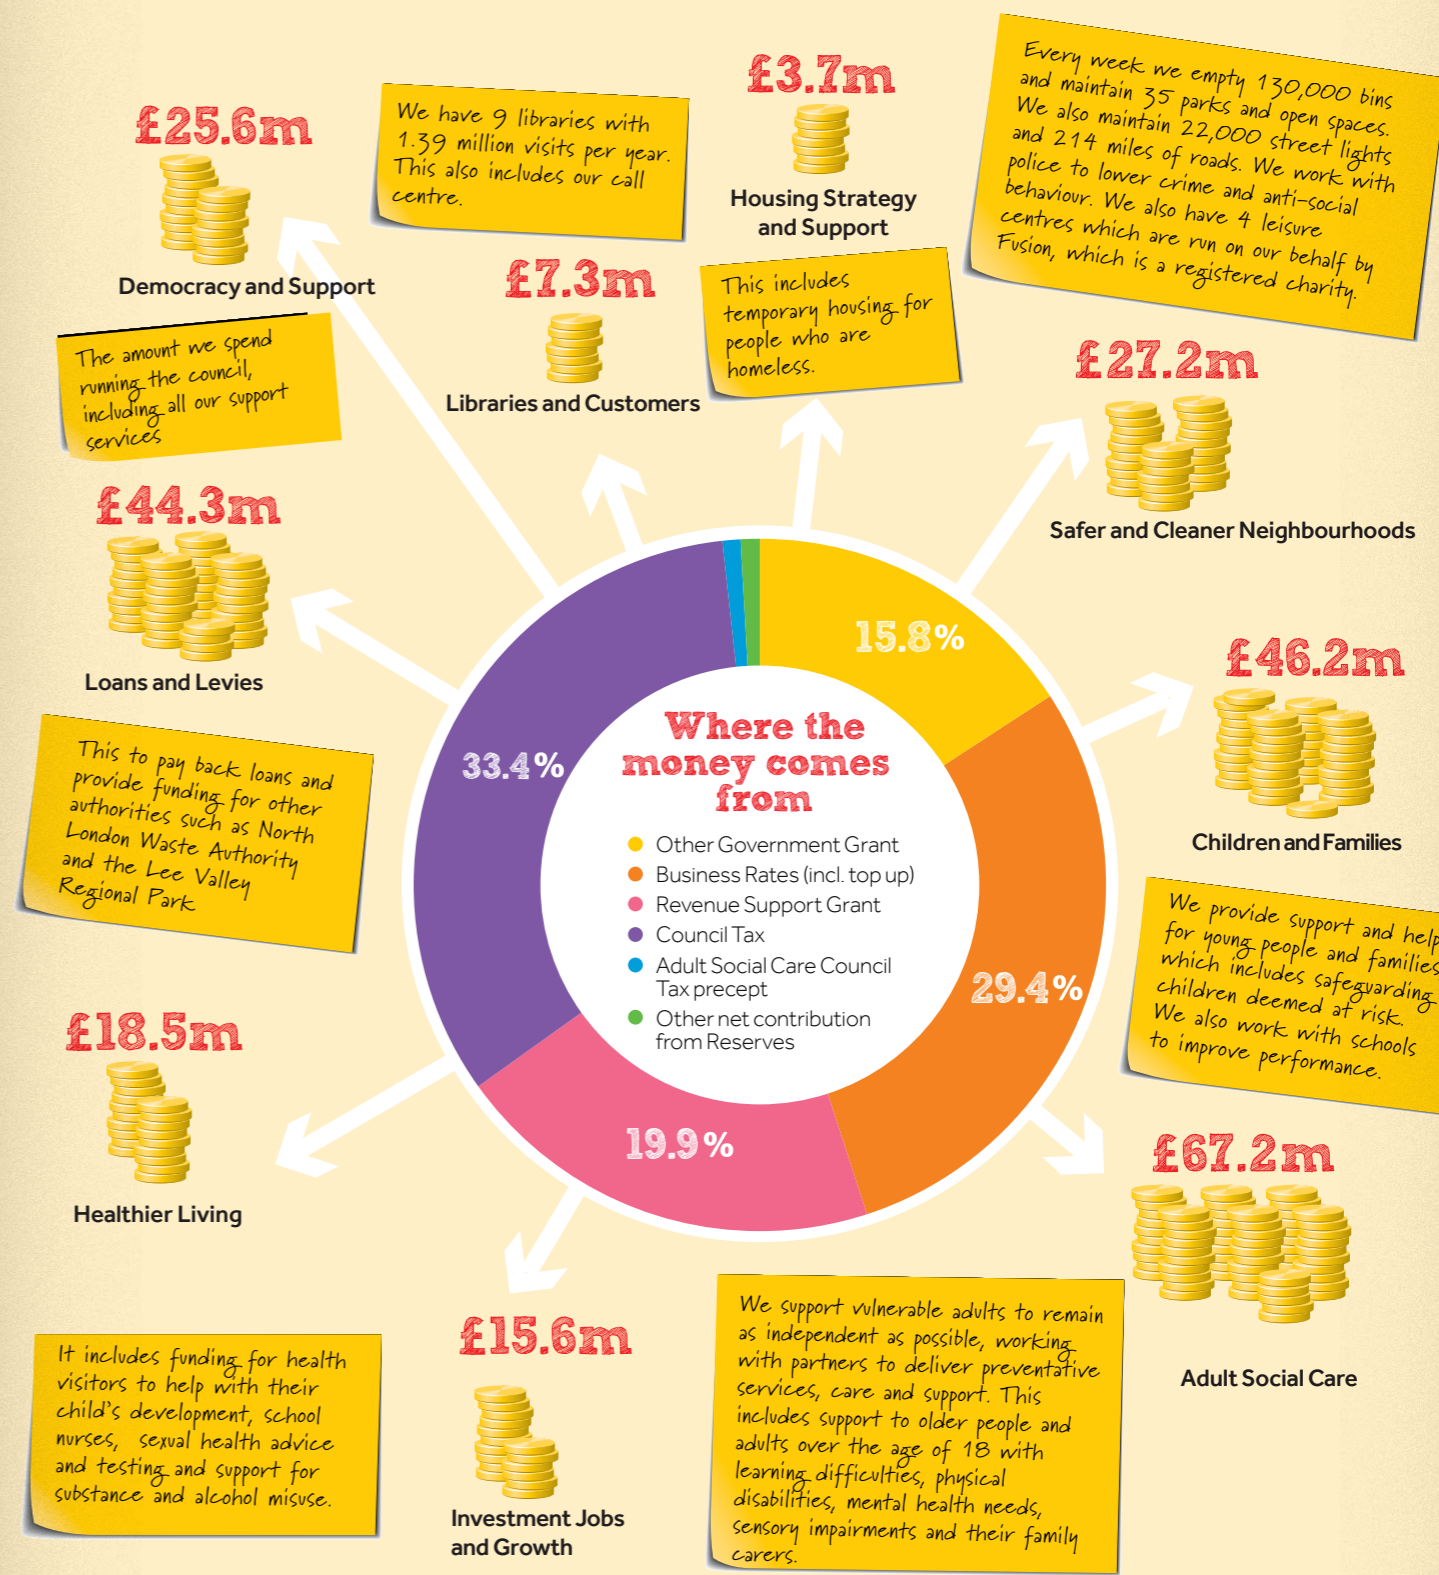 £25.6m
Democracy and Support
The amount we spend
running the council,
including all our support
services
We have 9 libraries with
1.39 million visits per year.
This also includes our call
centre.
£7.3m
Libraries and Customers
£3.7m
Housing Strategy
and Support
This includes
temporary housing for
people who are
homeless.
Every week we empty 130,000 bins
and maintain 35 parks and open spaces.
We also maintain 22,000 street lights
and 214 miles of roads. We work with
police to lower crime and anti-social
behaviour. We also have 4 leisure
centres which are run on our behalf by
Fusion, which is a registered charity.
£27.2m
Safer and Cleaner Neighbourhoods
£44.3m
Loans and Levies
This to pay back loans and
provide funding for other
authorities such as North
London Waste Authority
and the Lee Valley
Regional Park
15.8%
33.4%
29.4%
19.9%
Where the
money comes
from
Other Government Grant
Business Rates (incl. top up)
Revenue Support Grant
Council Tax
Adult Social Care Council
Tax precept
Other net contribution
from Reserves
£46.2m
Children and Families
We provide support and help
for young people and families
which includes safeguarding
children deemed at risk.
We also work with schools
to improve performance.
£67.2m
Adult Social Care
We support vulnerable adults to remain
as independent as possible, working
with partners to deliver preventative
services, care and support. This
includes support to older people and
adults over the age of 18 with
learning difficulties, physical
disabilities, mental health needs,
sensory impairments and their family
carers.
£18.5m
Healthier Living
It includes funding for health
visitors to help with their
child's development, school
nurses, sexual health advice
and testing and support for
substance and alcohol misuse.
£15.6m
Investment Jobs
and Growth